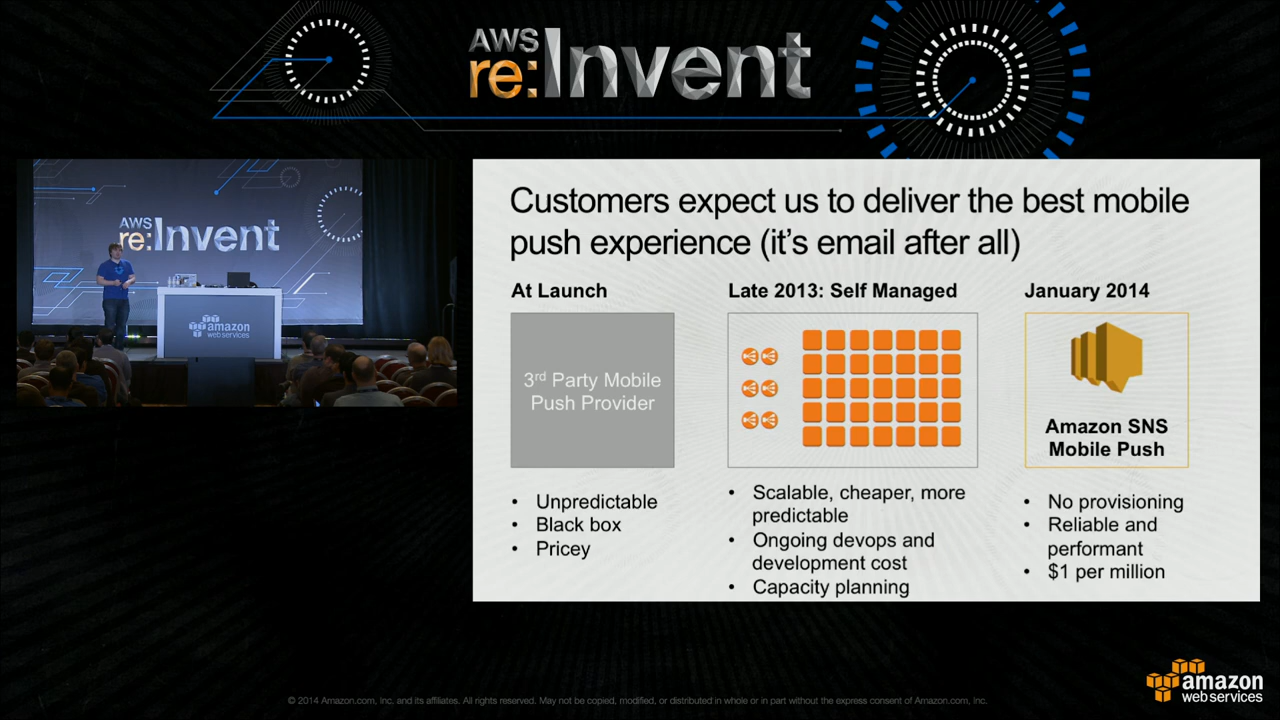 AWS
re:Invent
AWS
re:Invent
amazon
web services
Customers expect us to deliver the best mobile
push experience (it's email after all)
At Launch
3rd Party Mobile
Push Provider
• Unpredictable
• Black box
• Pricey
Late 2013: Self Managed
• Scalable, cheaper, more
predictable
• Ongoing devops and
development cost
• Capacity planning
January 2014
Amazon SNS
Mobile Push
• No provisioning
• Reliable and
performant
• $1 per million
© 2014 Amazon.com, Inc. and its affiliates. All rights reserved. May not be copied, modified, or distributed in whole or in part without the express consent of Amazon.com, Inc.
amazon
web services